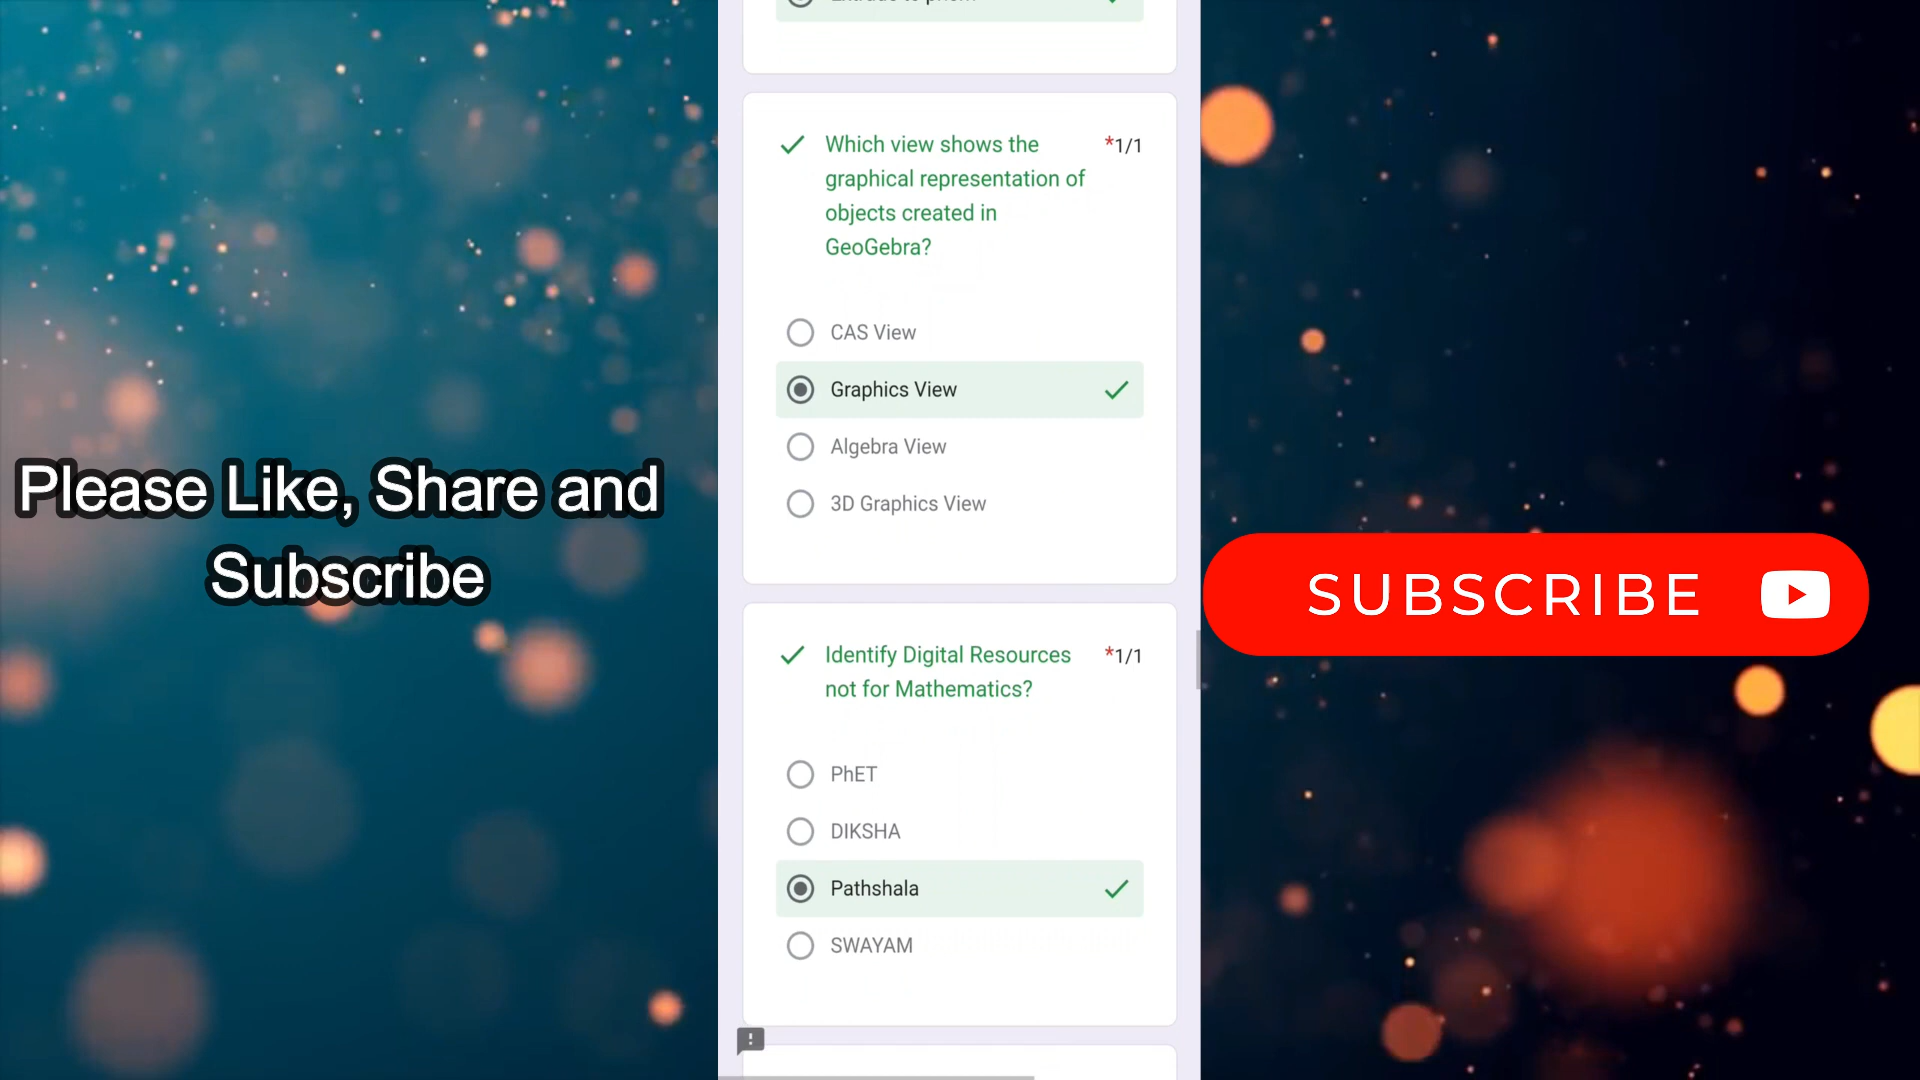 Which view shows the *1/1
graphical representation of
objects created in
GeoGebra?
CAS View
Graphics View
Algebra View
3D Graphics View
Identify Digital Resources *1/1
not for Mathematics?
PhET
DIKSHA
Pathshala
SWAYAM
Please Like, Share and
Subscribe
SUBSCRIBE